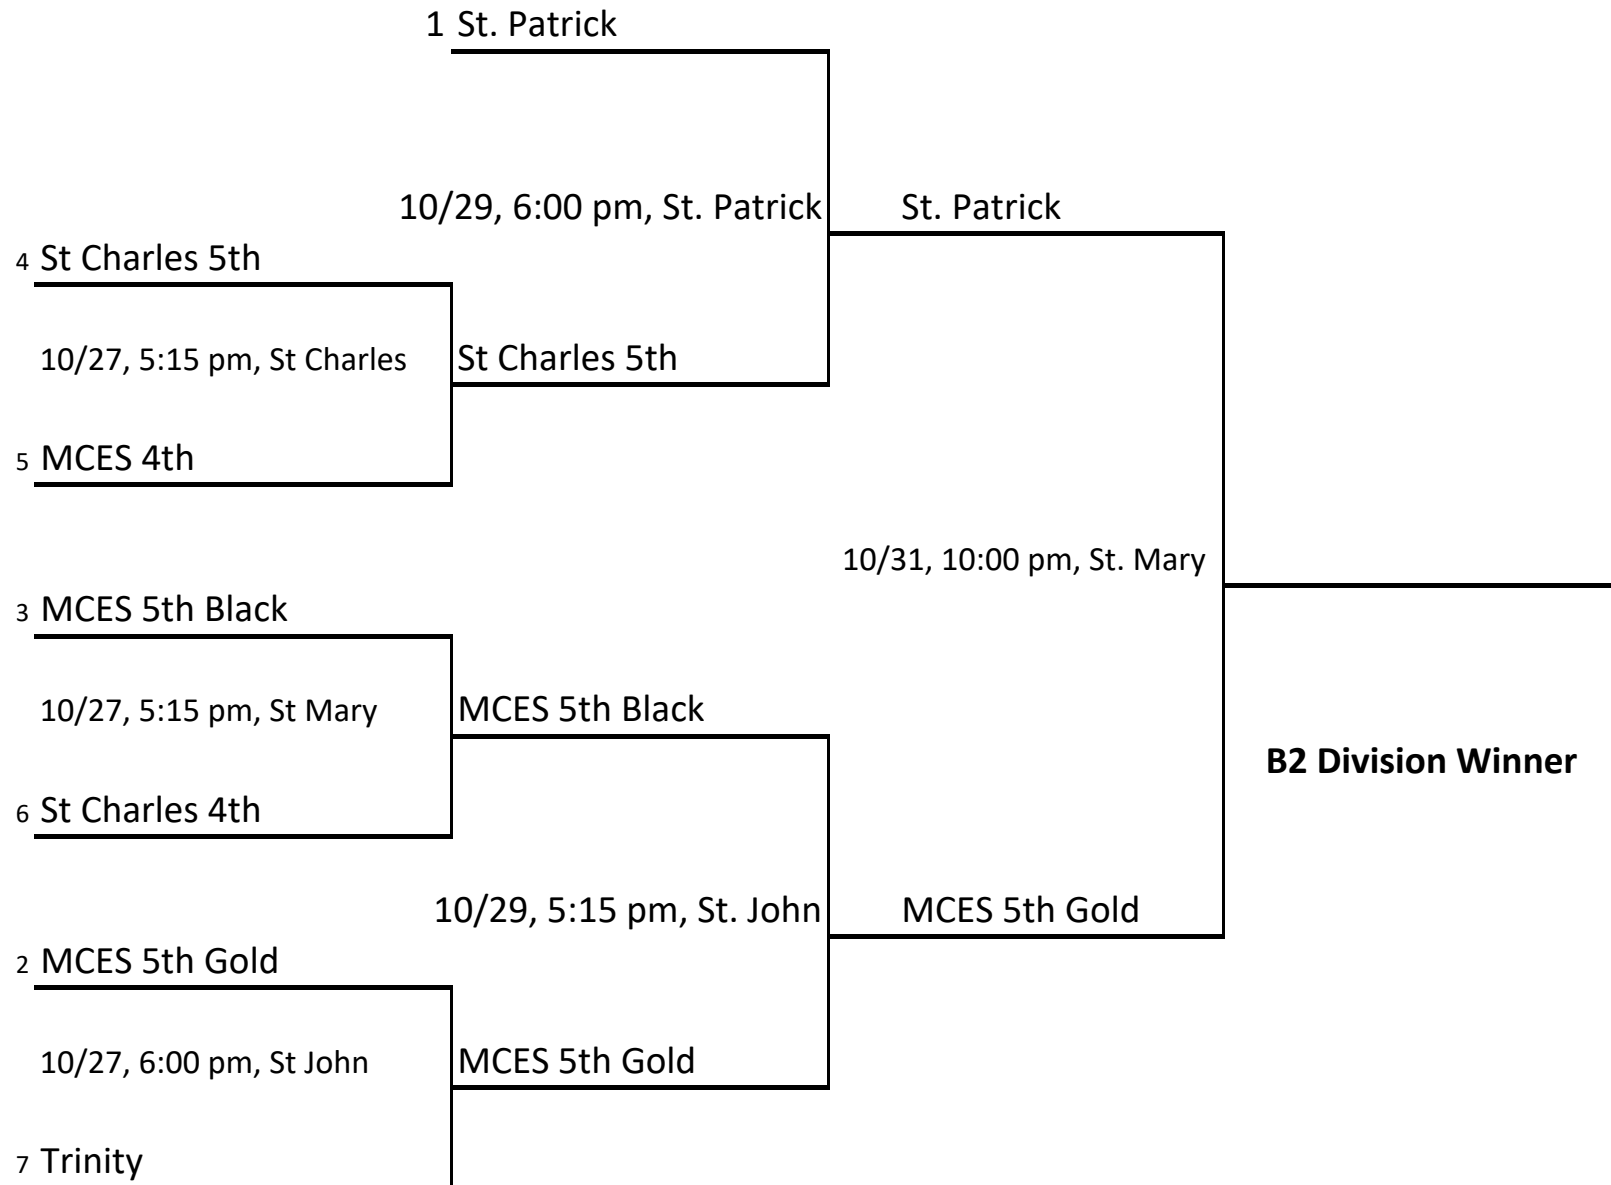 1 St. Patrick
10/29, 6:00 pm, St. Patrick
St. Patrick
4 St Charles 5th
10/27, 5:15 pm, St Charles
St Charles 5th
5 MCES 4th
10/31, 10:00 pm, St. Mary
3 MCES 5th Black
10/27, 5:15 pm, St Mary
MCES 5th Black
B2 Division Winner
6 St Charles 4th
10/29, 5:15 pm, St. John
MCES 5th Gold
2 MCES 5th Gold
10/27, 6:00 pm, St John
MCES 5th Gold
7 Trinity